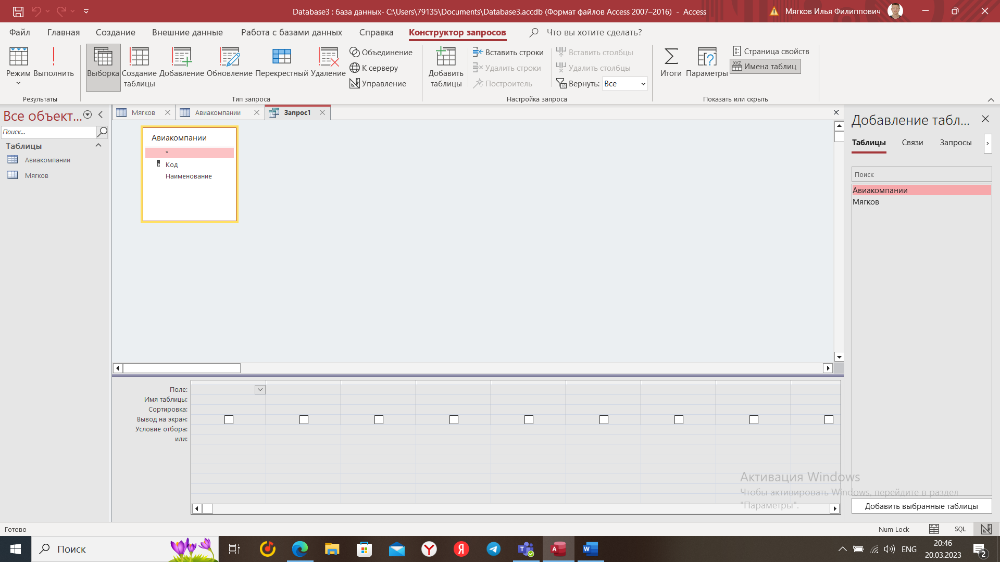 Database3 : база данных- C:\Users\79135\Documents\Database3.accdb (Формат файлов Access 2007–2016) - Access
Мягков Илья Филиппович
Файл Главная Создание Внешние данные Работа с базами данных Справка Конструктор запросов Что вы хотите сделать?
Режим
Выполнить
Результаты
Выборка
Создание таблицы
Добавление
Обновление
Перекрестный
Удаление
Объединение
К серверу
Управление
Тип запроса
Добавить таблицы
Вставить строки
Удалить строки
Построитель
Вставить столбцы
Удалить столбцы
Вернуть: Все
Настройка запроса
Итоги
Параметры
XYZ
Страница свойств
Имена таблиц
Показать или скрыть
Все объект...
Поиск...
Таблицы
Авиакомпании
Мягков
Мягков Авиакомпании Запрос1
Авиакомпании
*
Код
Наименование
Поле:
Имя таблицы:
Сортировка:
Вывод на экран:
Условие отбора:
или:
Добавление табл...
Таблицы Связи Запросы
Поиск
Авиакомпании
Мягков
Активация Windows
Чтобы активировать Windows, перейдите в раздел
"Параметры".
Добавить выбранные таблицы
Готово
Num Lock
SQL
Поиск
ENG
20:46
20.03.2023
2